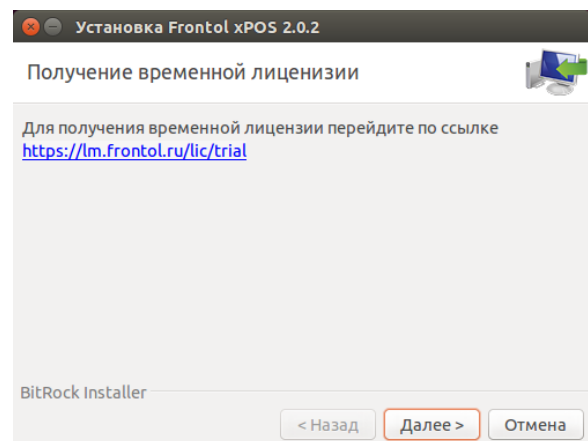 Установка Frontol xPOS 2.0.2
Получение временной лиценизии
Для получения временной лицензии перейдите по ссылке
https://lm.frontol.ru/lic/trial
BitRock Installer
< Назад
Далее >
Отмена